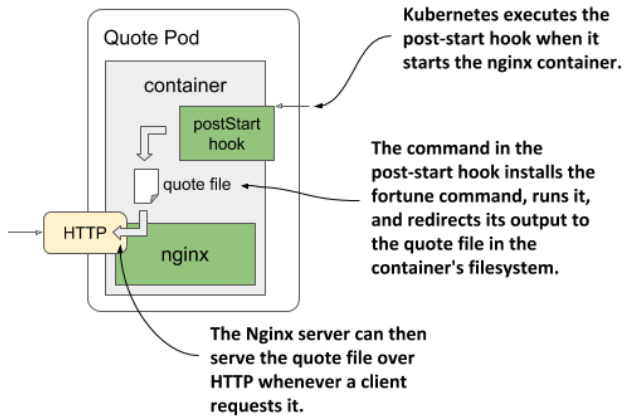 Quote Pod
container
postStart
hook
quote file
HTTP
nginx
Kubernetes executes the
post-start hook when it
starts the nginx container.
The command in the
post-start hook installs the
fortune command, runs it,
and redirects its output to
the quote file in the
container's filesystem.
The Nginx server can then
serve the quote file over
HTTP whenever a client
requests it.